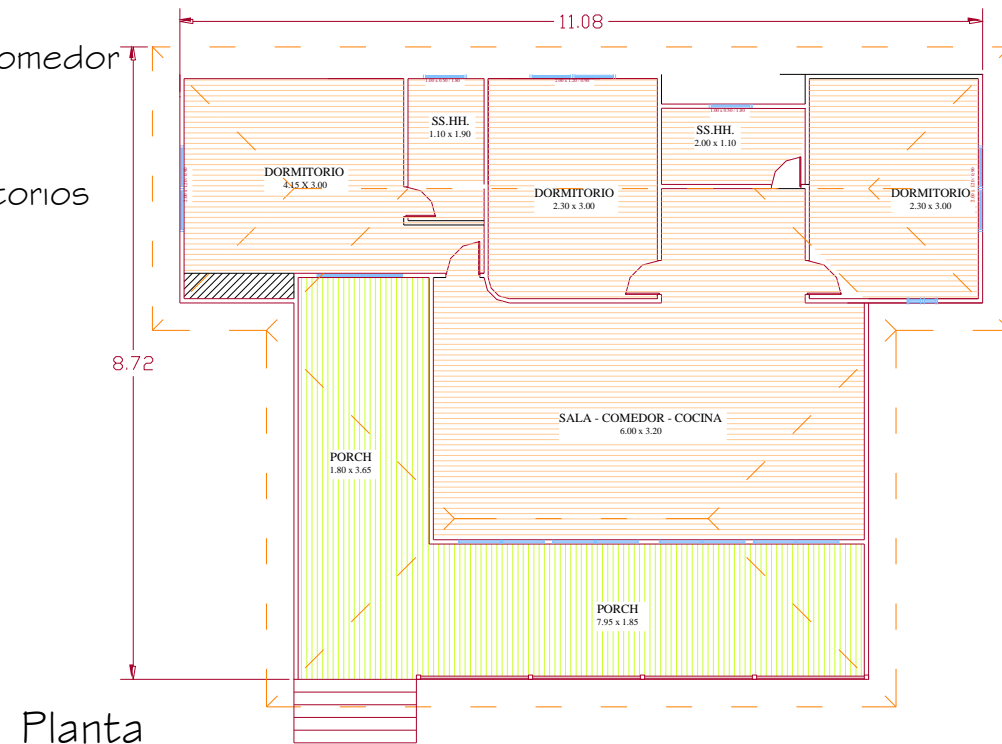 11.08
omedor
SS.HH.
1.10 x 1.90
SS.HH.
2.00 x 1.10
DORMITORIO
4.15 X 3.00
torios
DORMITORIO
2.30 x 3.00
DORMITORIO
2.30 x 3.00
8.72
SALA - COMEDOR - COCINA
6.00 x 3.20
PORCH
1.80 x 3.65
PORCH
7.95 x 1.85
Planta